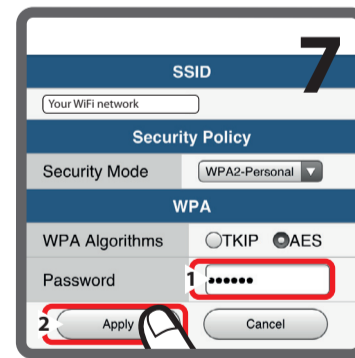 7
SSID
Your WiFi network
Security Policy
Security Mode WPA2-Personal
WPA
WPA Algorithms TKIP AES
Password 1 ••••••
2 Apply Cancel